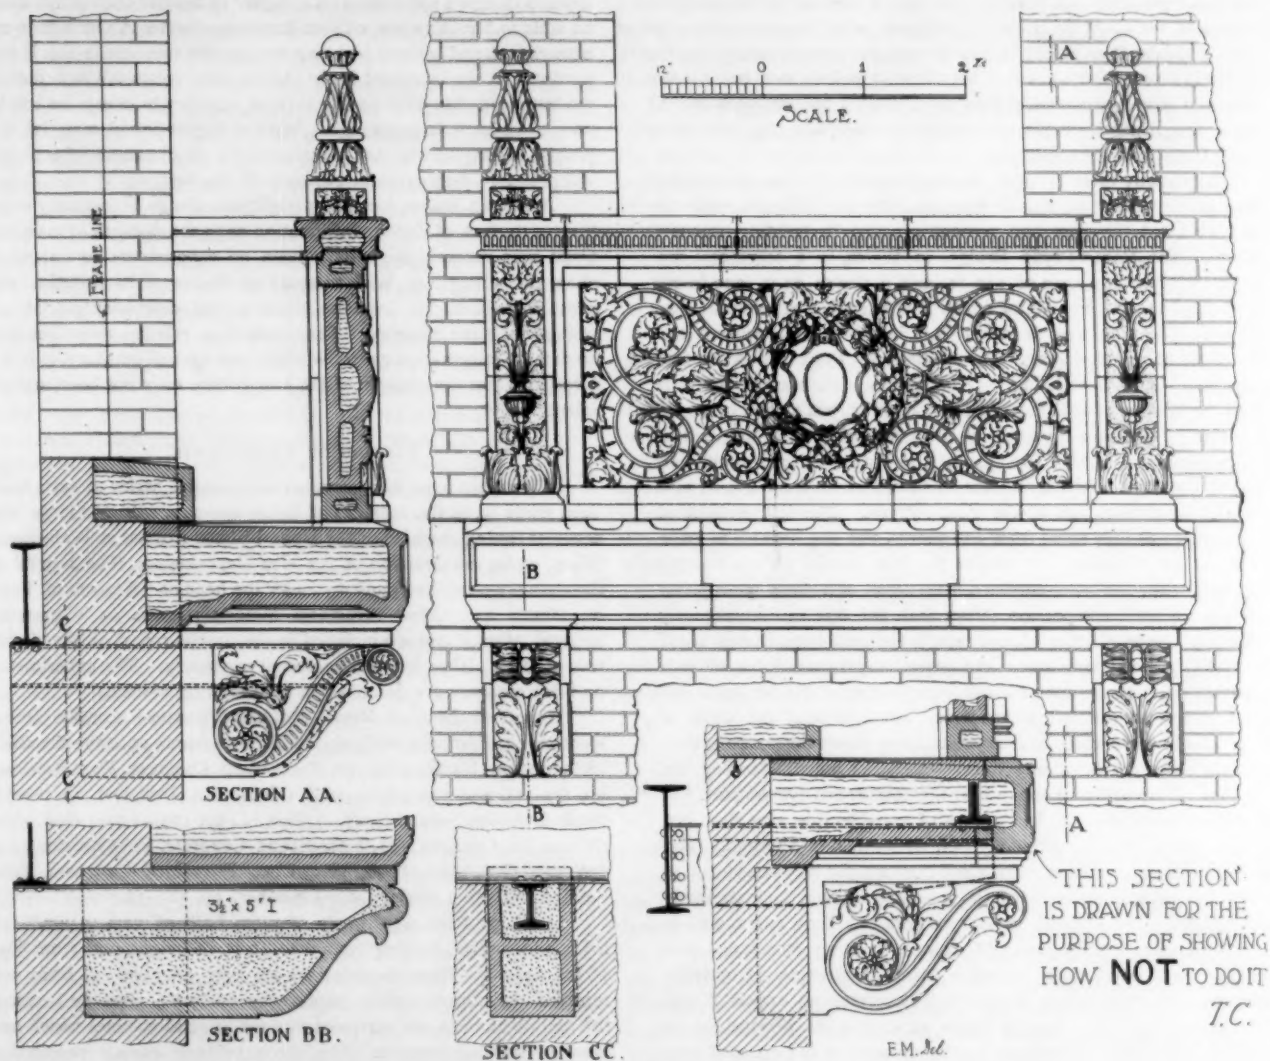 A
12"
0
1
2 Ft
SCALE.
FRAME LINE
B
C
C
SECTION AA.
B
A
3½" x 5" I
SECTION BB.
SECTION CC.
THIS SECTION
IS DRAWN FOR THE
PURPOSE OF SHOWING
HOW NOT TO DO IT
T.C.
E.M. Del.